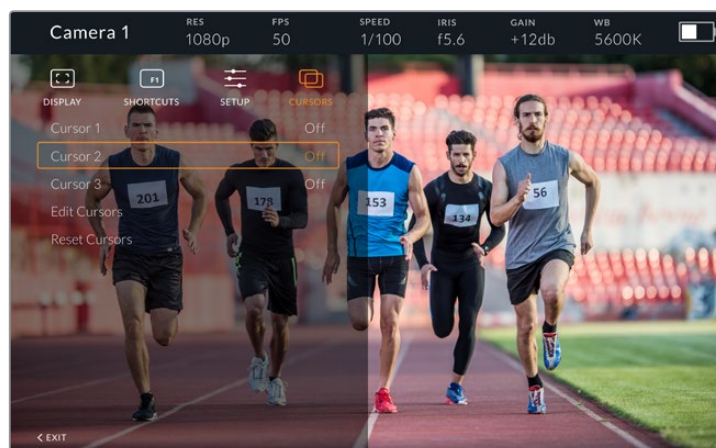 Camera 1
RES FPS SPEED IRIS GAIN WB
1080p 50 1/100 f5.6 +12db 5600K
F1
DISPLAY SHORTCUTS SETUP CURSORS
Cursor 1 Off
Cursor 2 Off
Cursor 3 Off
Edit Cursors
Reset Cursors
201
178
153
134
56
< EXIT